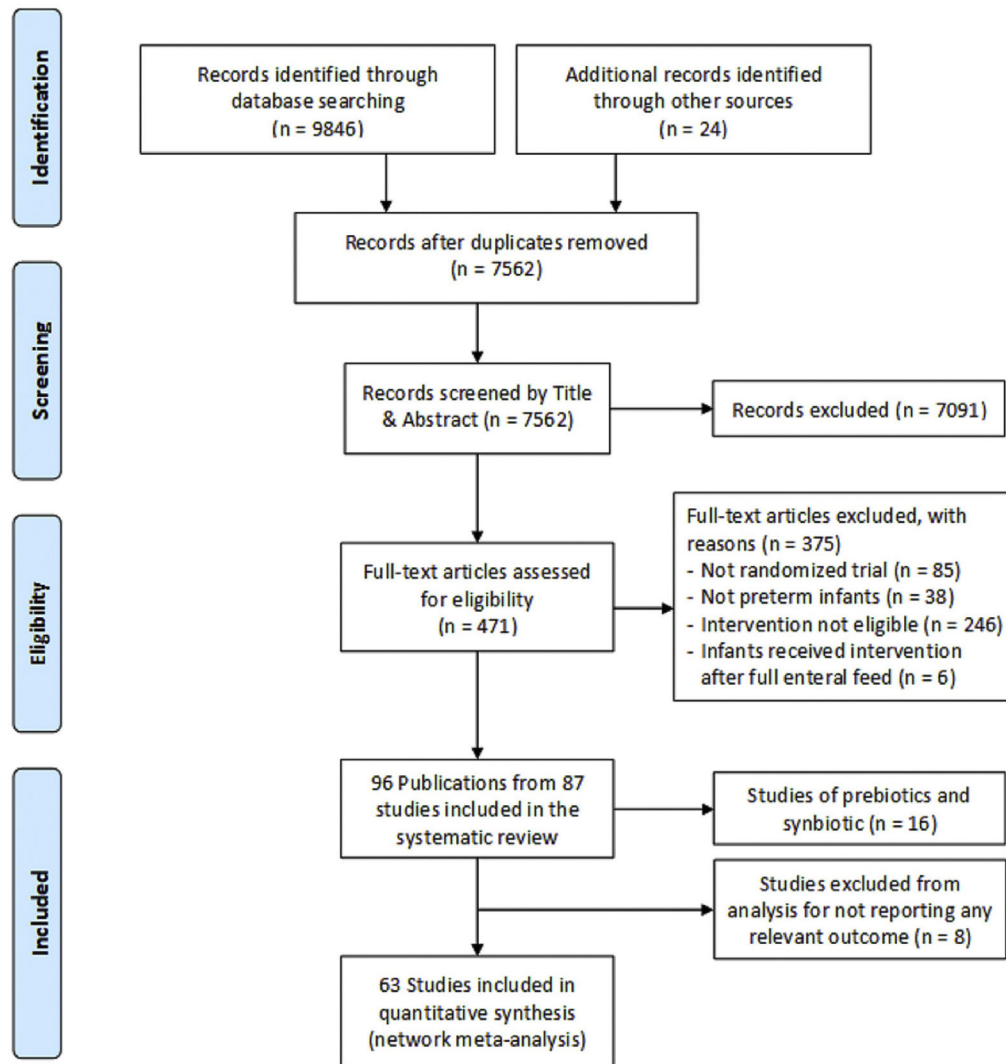 Identification
Records identified through
database searching
(n = 9846)
Additional records identified
through other sources
(n = 24)
Records after duplicates removed
(n = 7562)
Screening
Records screened by Title
& Abstract (n = 7562)
Records excluded (n = 7091)
Eligibility
Full-text articles assessed
for eligibility
(n = 471)
Full-text articles excluded, with
reasons (n = 375)
- Not randomized trial (n = 85)
- Not preterm infants (n = 38)
- Intervention not eligible (n = 246)
- Infants received intervention
after full enteral feed (n = 6)
Included
96 Publications from 87
studies included in the
systematic review
Studies of prebiotics and
synbiotic (n = 16)
Studies excluded from
analysis for not reporting any
relevant outcome (n = 8)
63 Studies included in
quantitative synthesis
(network meta-analysis)